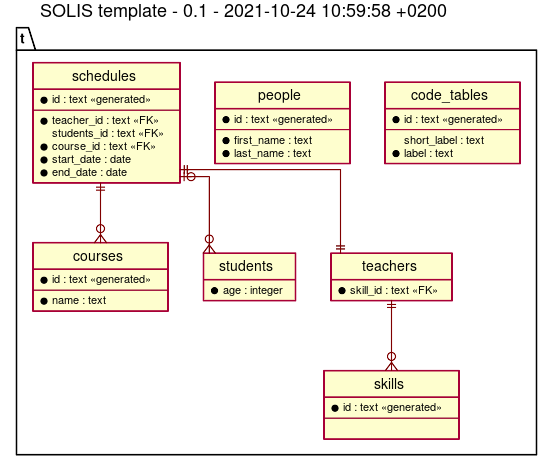 SOLIS template - 0.1 - 2021-10-24 10:59:58 +0200
t
schedules
● id : text «generated»
● teacher_id : text «FK»
students_id : text «FK»
● course_id : text «FK»
● start_date : date
● end_date : date
people
● id : text «generated»
● first_name : text
● last_name : text
code_tables
● id : text «generated»
short_label : text
● label : text
courses
● id : text «generated»
● name : text
students
● age : integer
teachers
● skill_id : text «FK»
skills
● id : text «generated»